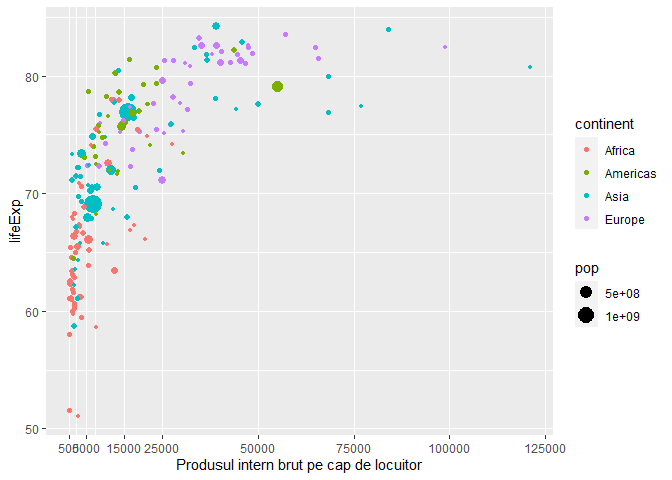 continent
Africa
Americas
Asia
Europe
pop
5e+08
1e+09
lifeExp
80
70
60
50
500 5000 15000 25000 50000 75000 100000 125000
Produsul intern brut pe cap de locuitor